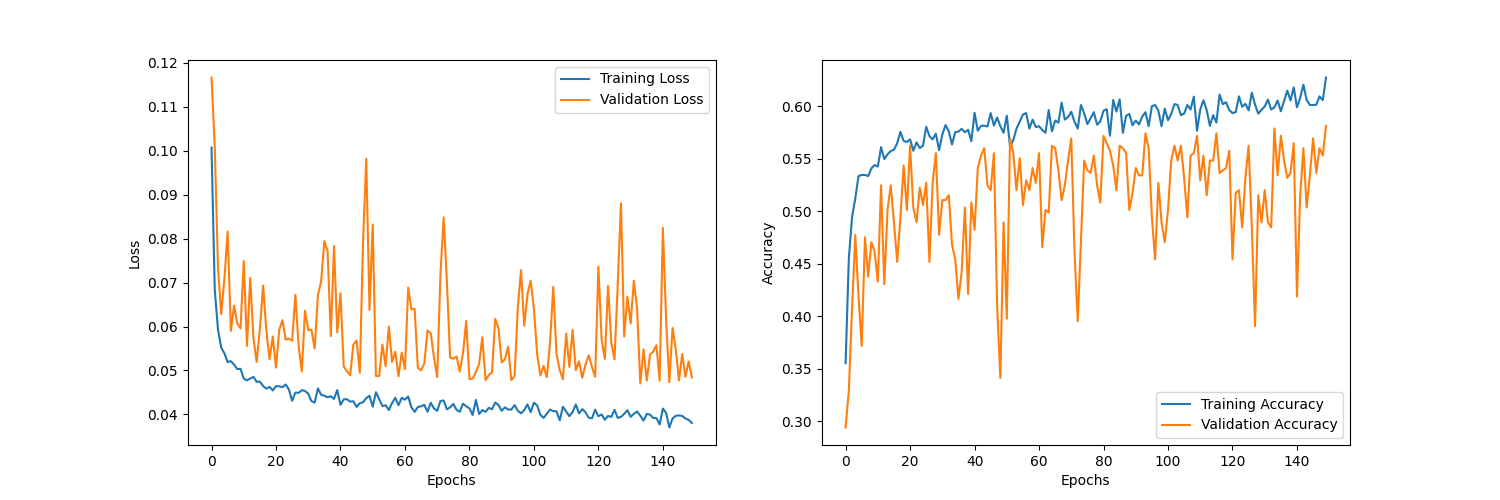 0.12
0.11
0.10
0.09
0.08
0.07
0.06
0.05
0.04
Loss
0 20 40 60 80 100 120 140
Epochs
Training Loss
Validation Loss
0.60
0.55
0.50
0.45
0.40
0.35
0.30
Accuracy
0 20 40 60 80 100 120 140
Epochs
Training Accuracy
Validation Accuracy